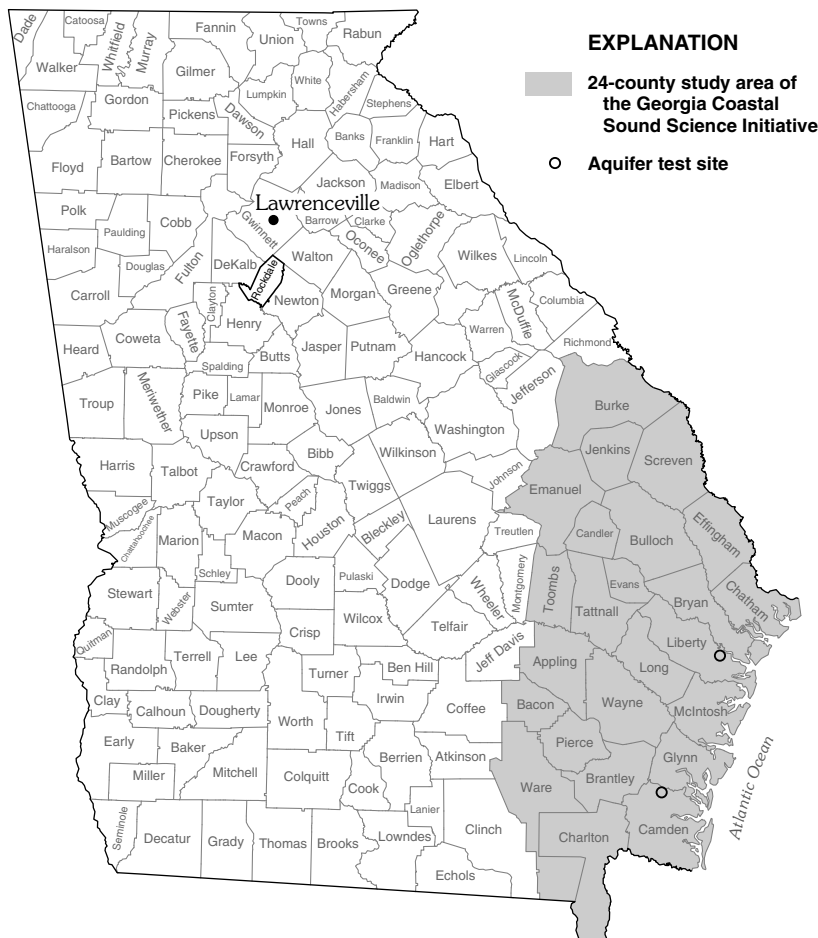 EXPLANATION
24-county study area of
the Georgia Coastal
Sound Science Initiative
Aquifer test site
Dade
Catoosa
Whitfield
Murray
Fannin
Union
Towns
Rabun
Walker
Gilmer
Lumpkin
White
Habersham
Stephens
Chattooga
Gordon
Pickens
Dawson
Hall
Banks
Franklin
Hart
Floyd
Bartow
Cherokee
Forsyth
Jackson
Madison
Elbert
Lawrenceville
Polk
Paulding
Cobb
Gwinnett
Barrow
Clarke
Oconee
Oglethorpe
Wilkes
Lincoln
Haralson
Douglas
Fulton
DeKalb
Rockdale
Walton
Carroll
Clayton
Newton
Morgan
Greene
McDuffie
Columbia
Warren
Richmond
Heard
Coweta
Fayette
Henry
Spalding
Butts
Jasper
Putnam
Hancock
Glascock
Jefferson
Troup
Meriwether
Pike
Lamar
Monroe
Jones
Baldwin
Washington
Burke
Upson
Jenkins
Screven
Harris
Talbot
Crawford
Bibb
Wilkinson
Twiggs
Johnson
Emanuel
Muscogee
Chattahoochee
Taylor
Peach
Houston
Bleckley
Laurens
Treutlen
Candler
Bulloch
Effingham
Marion
Macon
Schley
Dooly
Pulaski
Dodge
Wheeler
Montgomery
Toombs
Evans
Tattnall
Bryan
Chatham
Stewart
Webster
Sumter
Crisp
Wilcox
Telfair
Jeff Davis
Liberty
Long
Quitman
Randolph
Terrell
Lee
Turner
Ben Hill
Appling
Clay
Calhoun
Dougherty
Worth
Irwin
Coffee
Bacon
Wayne
McIntosh
Early
Baker
Tift
Pierce
Glynn
Miller
Mitchell
Colquitt
Cook
Berrien
Atkinson
Ware
Brantley
Atlantic Ocean
Seminole
Decatur
Grady
Thomas
Brooks
Lanier
Lowndes
Clinch
Charlton
Camden
Echols